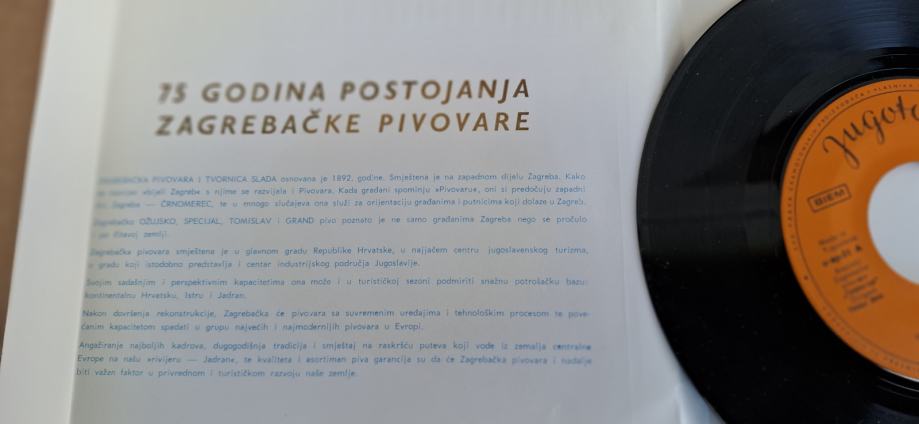 75 GODINA POSTOJANJA
ZAGREBAČKE PIVOVARE
PIVOVARA I TVORNICA SLADA osnovana je 1892. godine. Smještena je na zapadnom dijelu Zagreba. Kako
Zagreb« s njime se razvijala i Pivovara. Kada građani spominju »Pivovaru«, oni si predočuju zapadni
Zagreba — ČRNOMEREC, te u mnogo slučajeva ona služi za orijentaciju građanima i putnicima koji dolaze u Zagreb.
Zagrebačko OŽUJSKO, SPECIJAL, TOMISLAV i GRAND pivo poznato je ne samo građanima Zagreba nego se pročulo
čitavoj zemlji.
Zagrebačka pivovara smještena je u glavnom gradu Republike Hrvatske, u najjačem centru jugoslavenskog turizma,
u gradu koji istodobno predstavlja i centar industrijskog područja Jugoslavije.
Svojim sadašnjim i perspektivnim kapacitetima ona može i u turističkoj sezoni podmiriti snažnu potrošačku bazu:
kontinentalnu Hrvatsku, Istru i Jadran.
Nakon dovršenja rekonstrukcije, Zagrebačka će pivovara sa suvremenim uređajima i tehnološkim procesom te pove-
ćanim kapacitetom spadati u grupu najvećih i najmodernijih pivovara u Evropi.
Angažiranje najboljih kadrova, dugogodišnja tradicija i smještaj na raskršću puteva koji vode iz zemalja centralne
Evrope na našu »rivijeru — Jadran«, te kvaliteta i asortiman piva garancija su da će Zagrebačka pivovara i nadalje
biti važan faktor u privrednom i turističkom razvoju naše zemlje.
Jugoto
BIEM